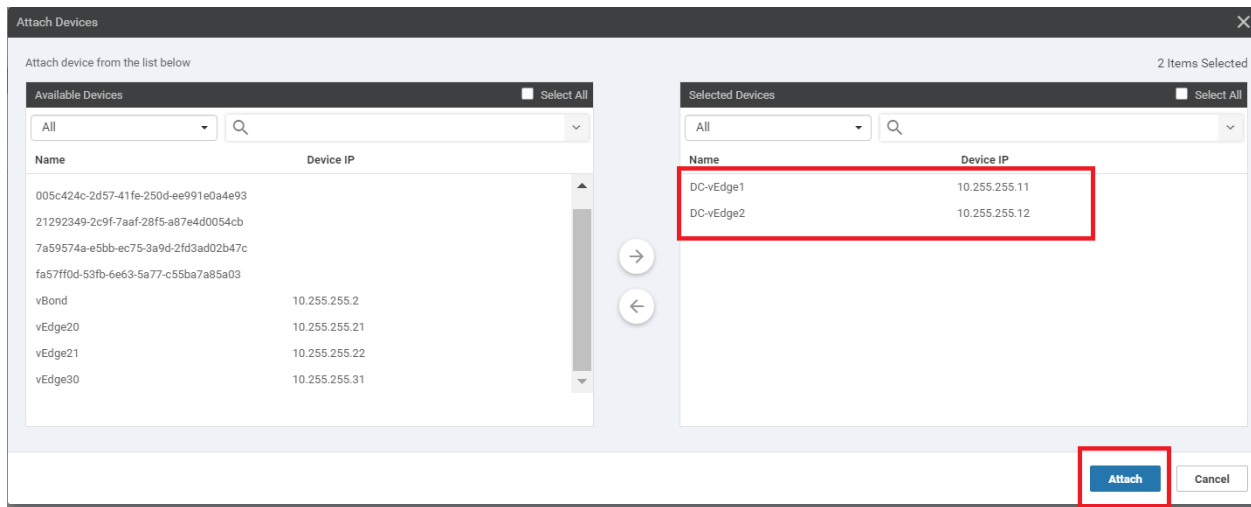 Attach Devices
Attach device from the list below
2 Items Selected
Available Devices Select All
All
Name Device IP
005c424c-2d57-41fe-250d-ee991e0a4e93
21292349-2c9f-7aaf-28f5-a87e4d0054cb
7a59574a-e5bb-ec75-3a9d-2fd3ad02b47c
fa57ff0d-53fb-6e63-5a77-c55ba7a85a03
vBond 10.255.255.2
vEdge20 10.255.255.21
vEdge21 10.255.255.22
vEdge30 10.255.255.31
Selected Devices Select All
All
Name Device IP
DC-vEdge1 10.255.255.11
DC-vEdge2 10.255.255.12
Attach Cancel